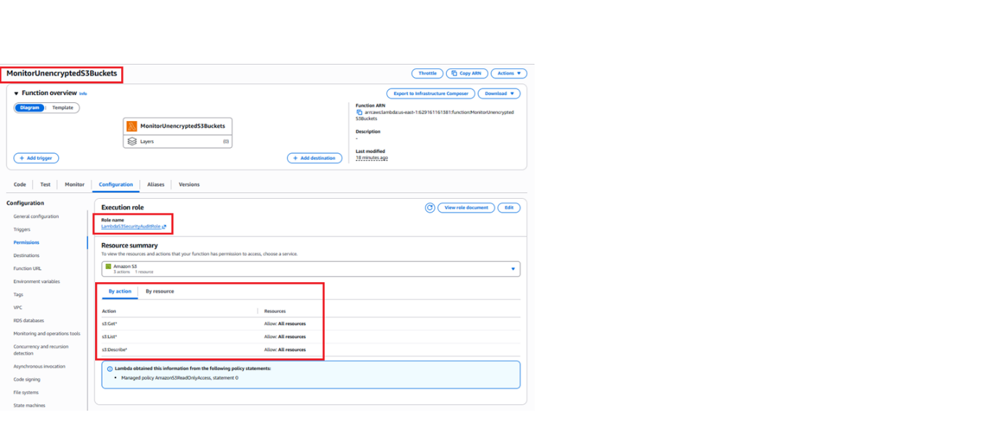 MonitorUnencryptedS3Buckets
Throttle
Copy ARN
Actions
Function overview Info
Export to Infrastructure Composer
Download
Diagram
Template
MonitorUnencryptedS3Buckets
Layers (0)
+ Add trigger
+ Add destination
Function ARN
arn:aws:lambda:us-east-1:629161161381:function:MonitorUnencrypted
S3Buckets
Description
-
Last modified
18 minutes ago
Code
Test
Monitor
Configuration
Aliases
Versions
Configuration
General configuration
Triggers
Permissions
Destinations
Function URL
Environment variables
Tags
VPC
RDS databases
Monitoring and operations tools
Concurrency and recursion
detection
Asynchronous invocation
Code signing
File systems
State machines
Execution role
View role document
Edit
Role name
LambdaS3SecurityAuditRole
Resource summary
To view the resources and actions that your function has permission to access, choose a service.
Amazon S3
3 actions 1 resource
By action
By resource
Action Resources
s3:Get* Allow: All resources
s3:List* Allow: All resources
s3:Describe* Allow: All resources
Lambda obtained this information from the following policy statements:
• Managed policy AmazonS3ReadOnlyAccess, statement 0